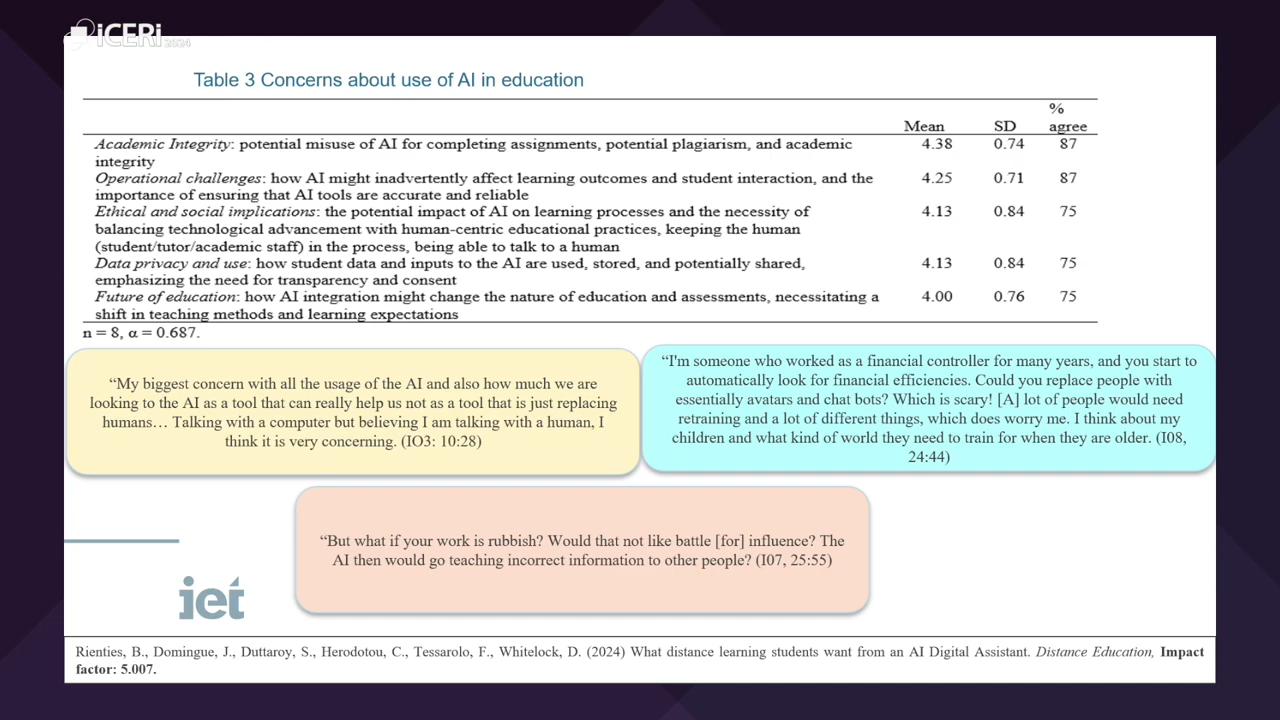 iCERi 2024
Table 3 Concerns about use of AI in education
%
Mean SD agree
Academic Integrity: potential misuse of AI for completing assignments, potential plagiarism, and academic 4.38 0.74 87
integrity
Operational challenges: how AI might inadvertently affect learning outcomes and student interaction, and the 4.25 0.71 87
importance of ensuring that AI tools are accurate and reliable
Ethical and social implications: the potential impact of AI on learning processes and the necessity of 4.13 0.84 75
balancing technological advancement with human-centric educational practices, keeping the human
(student/tutor/academic staff) in the process, being able to talk to a human
Data privacy and use: how student data and inputs to the AI are used, stored, and potentially shared, 4.13 0.84 75
emphasizing the need for transparency and consent
Future of education: how AI integration might change the nature of education and assessments, necessitating a 4.00 0.76 75
shift in teaching methods and learning expectations
n = 8, α = 0.687.
“My biggest concern with all the usage of the AI and also how much we are
looking to the AI as a tool that can really help us not as a tool that is just replacing
humans… Talking with a computer but believing I am talking with a human, I
think it is very concerning. (IO3: 10:28)
“I'm someone who worked as a financial controller for many years, and you start to
automatically look for financial efficiencies. Could you replace people with
essentially avatars and chat bots? Which is scary! [A] lot of people would need
retraining and a lot of different things, which does worry me. I think about my
children and what kind of world they need to train for when they are older. (I08,
24:44)
“But what if your work is rubbish? Would that not like battle [for] influence? The
AI then would go teaching incorrect information to other people? (I07, 25:55)
iet
Rienties, B., Domingue, J., Duttaroy, S., Herodotou, C., Tessarolo, F., Whitelock, D. (2024) What distance learning students want from an AI Digital Assistant. Distance Education, Impact
factor: 5.007.